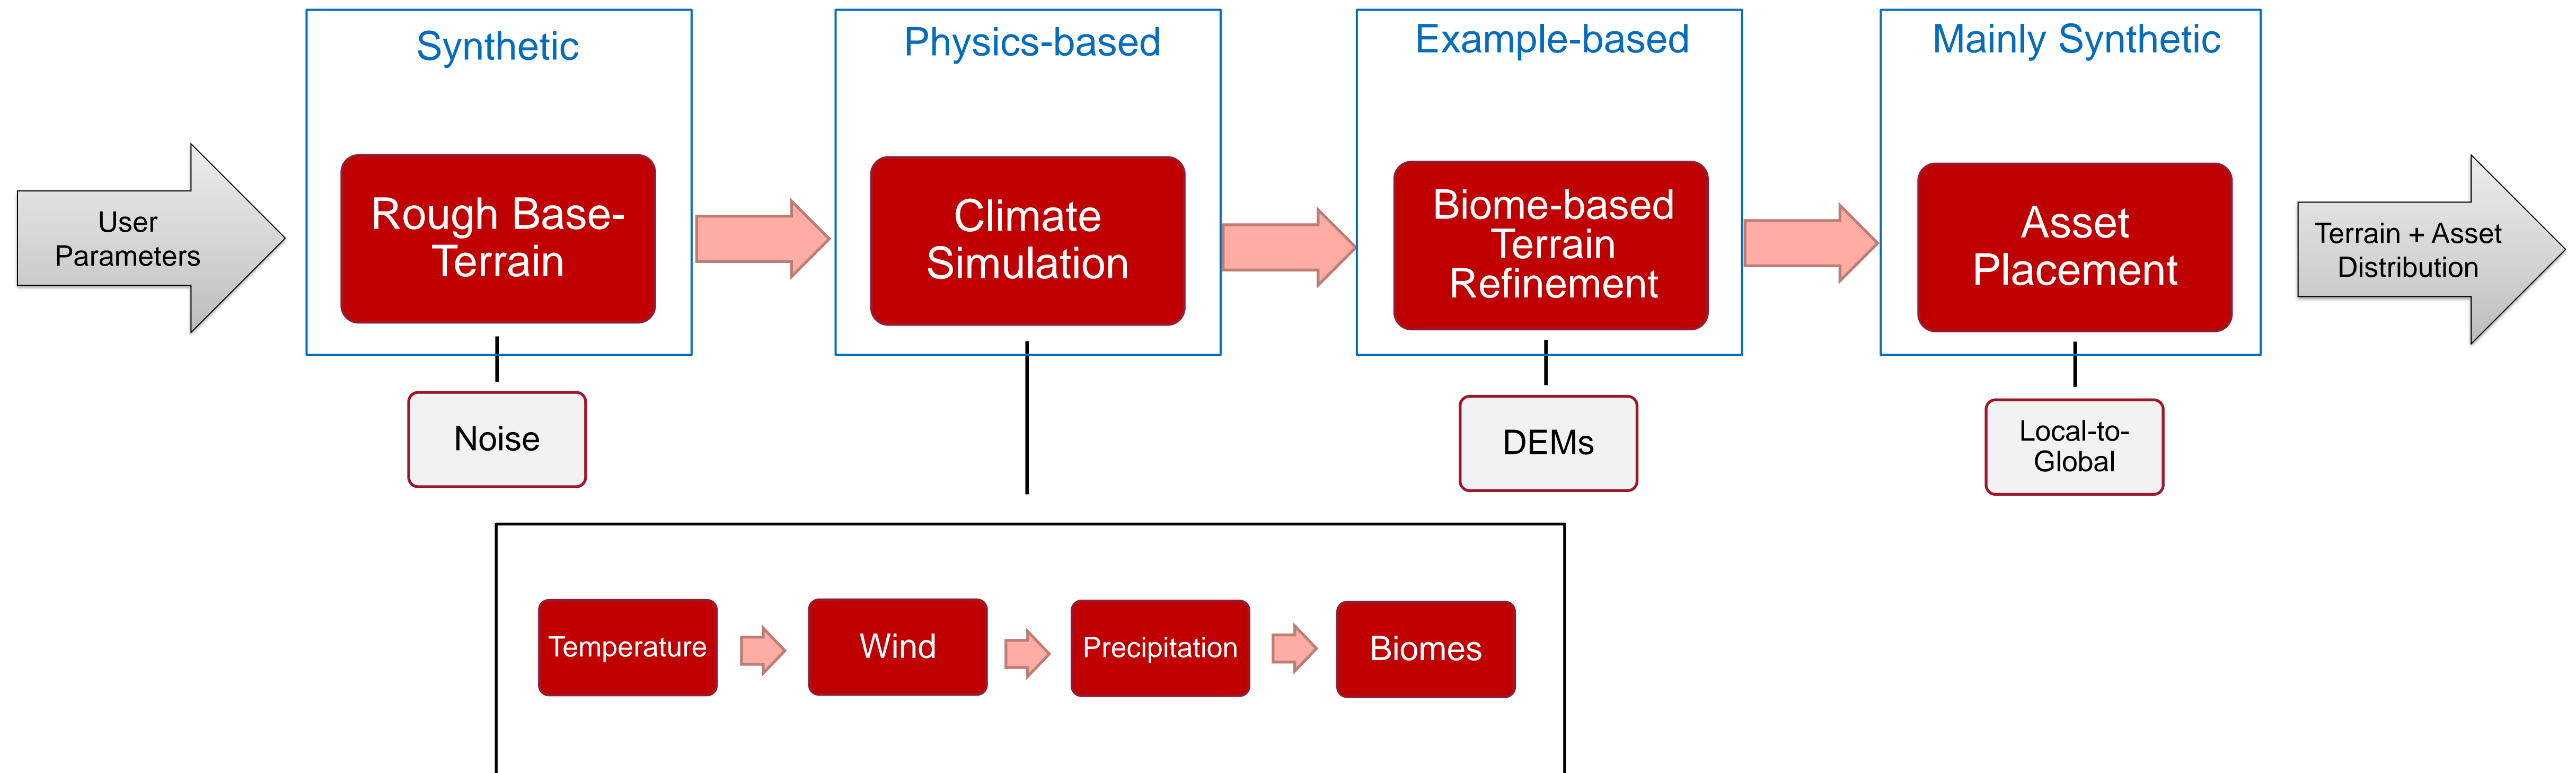 Synthetic
Physics-based
Example-based
Mainly Synthetic
User
Parameters
Rough Base-
Terrain
Climate
Simulation
Biome-based
Terrain
Refinement
Asset
Placement
Terrain + Asset
Distribution
Noise
DEMs
Local-to-
Global
Temperature
Wind
Precipitation
Biomes